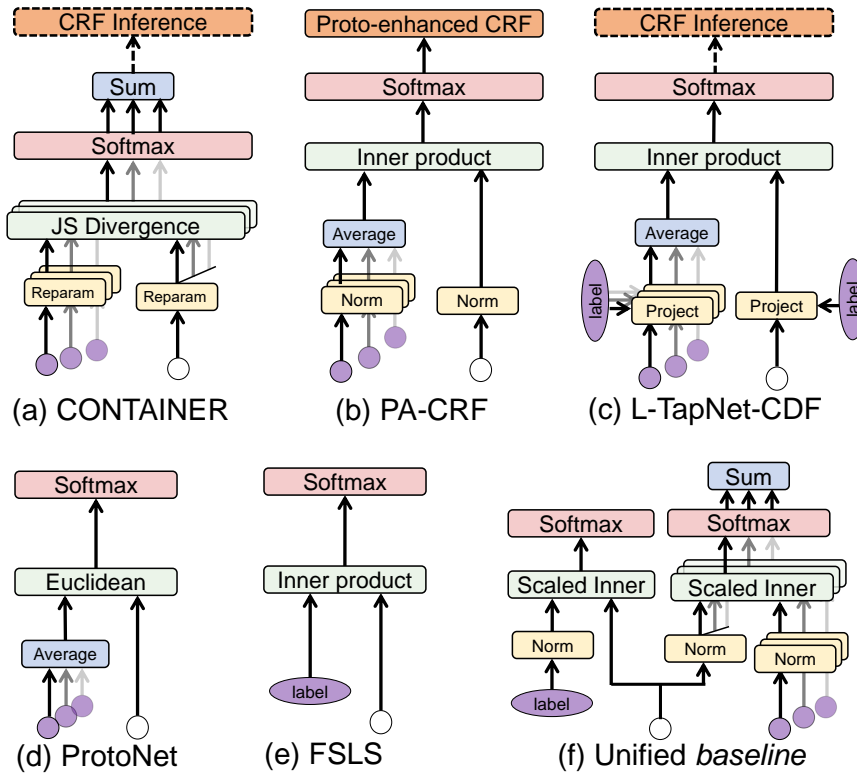 CRF Inference
Sum
Softmax
JS Divergence
Reparam
Reparam
(a) CONTAINER
Proto-enhanced CRF
Softmax
Inner product
Average
Norm
Norm
(b) PA-CRF
CRF Inference
Softmax
Inner product
Average
label
Project
Project
label
(c) L-TapNet-CDF
Softmax
Euclidean
Average
(d) ProtoNet
Softmax
Inner product
label
(e) FSLS
Sum
Softmax
Softmax
Scaled Inner
Scaled Inner
Norm
Norm
Norm
label
(f) Unified baseline